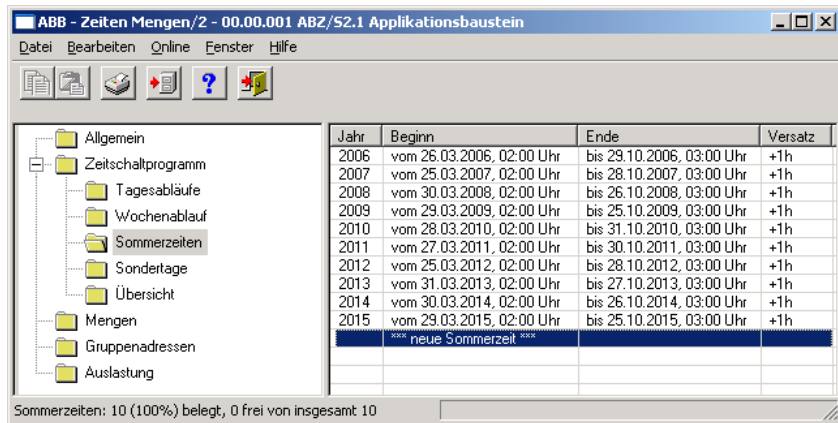 ABB - Zeiten Mengen/2 - 00.00.001 ABZ/S2.1 Applikationsbaustein
Datei Bearbeiten Online Fenster Hilfe
Allgemein
Zeitschaltprogramm
Tagesabläufe
Wochenablauf
Sommerzeiten
Sondertage
Übersicht
Mengen
Gruppenadressen
Auslastung
Jahr Beginn Ende Versatz
2006 vom 26.03.2006, 02:00 Uhr bis 29.10.2006, 03:00 Uhr +1h
2007 vom 25.03.2007, 02:00 Uhr bis 28.10.2007, 03:00 Uhr +1h
2008 vom 30.03.2008, 02:00 Uhr bis 26.10.2008, 03:00 Uhr +1h
2009 vom 29.03.2009, 02:00 Uhr bis 25.10.2009, 03:00 Uhr +1h
2010 vom 28.03.2010, 02:00 Uhr bis 31.10.2010, 03:00 Uhr +1h
2011 vom 27.03.2011, 02:00 Uhr bis 30.10.2011, 03:00 Uhr +1h
2012 vom 25.03.2012, 02:00 Uhr bis 28.10.2012, 03:00 Uhr +1h
2013 vom 31.03.2013, 02:00 Uhr bis 27.10.2013, 03:00 Uhr +1h
2014 vom 30.03.2014, 02:00 Uhr bis 26.10.2014, 03:00 Uhr +1h
2015 vom 29.03.2015, 02:00 Uhr bis 25.10.2015, 03:00 Uhr +1h
*** neue Sommerzeit ***
Sommerzeiten: 10 (100%) belegt, 0 frei von insgesamt 10